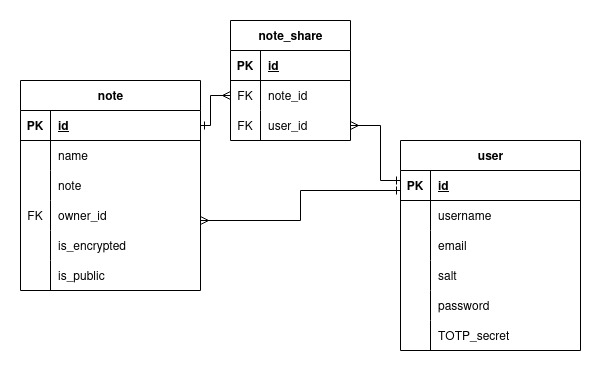 note_share
PK id
FK note_id
FK user_id
note
PK id
name
note
FK owner_id
is_encrypted
is_public
user
PK id
username
email
salt
password
TOTP_secret